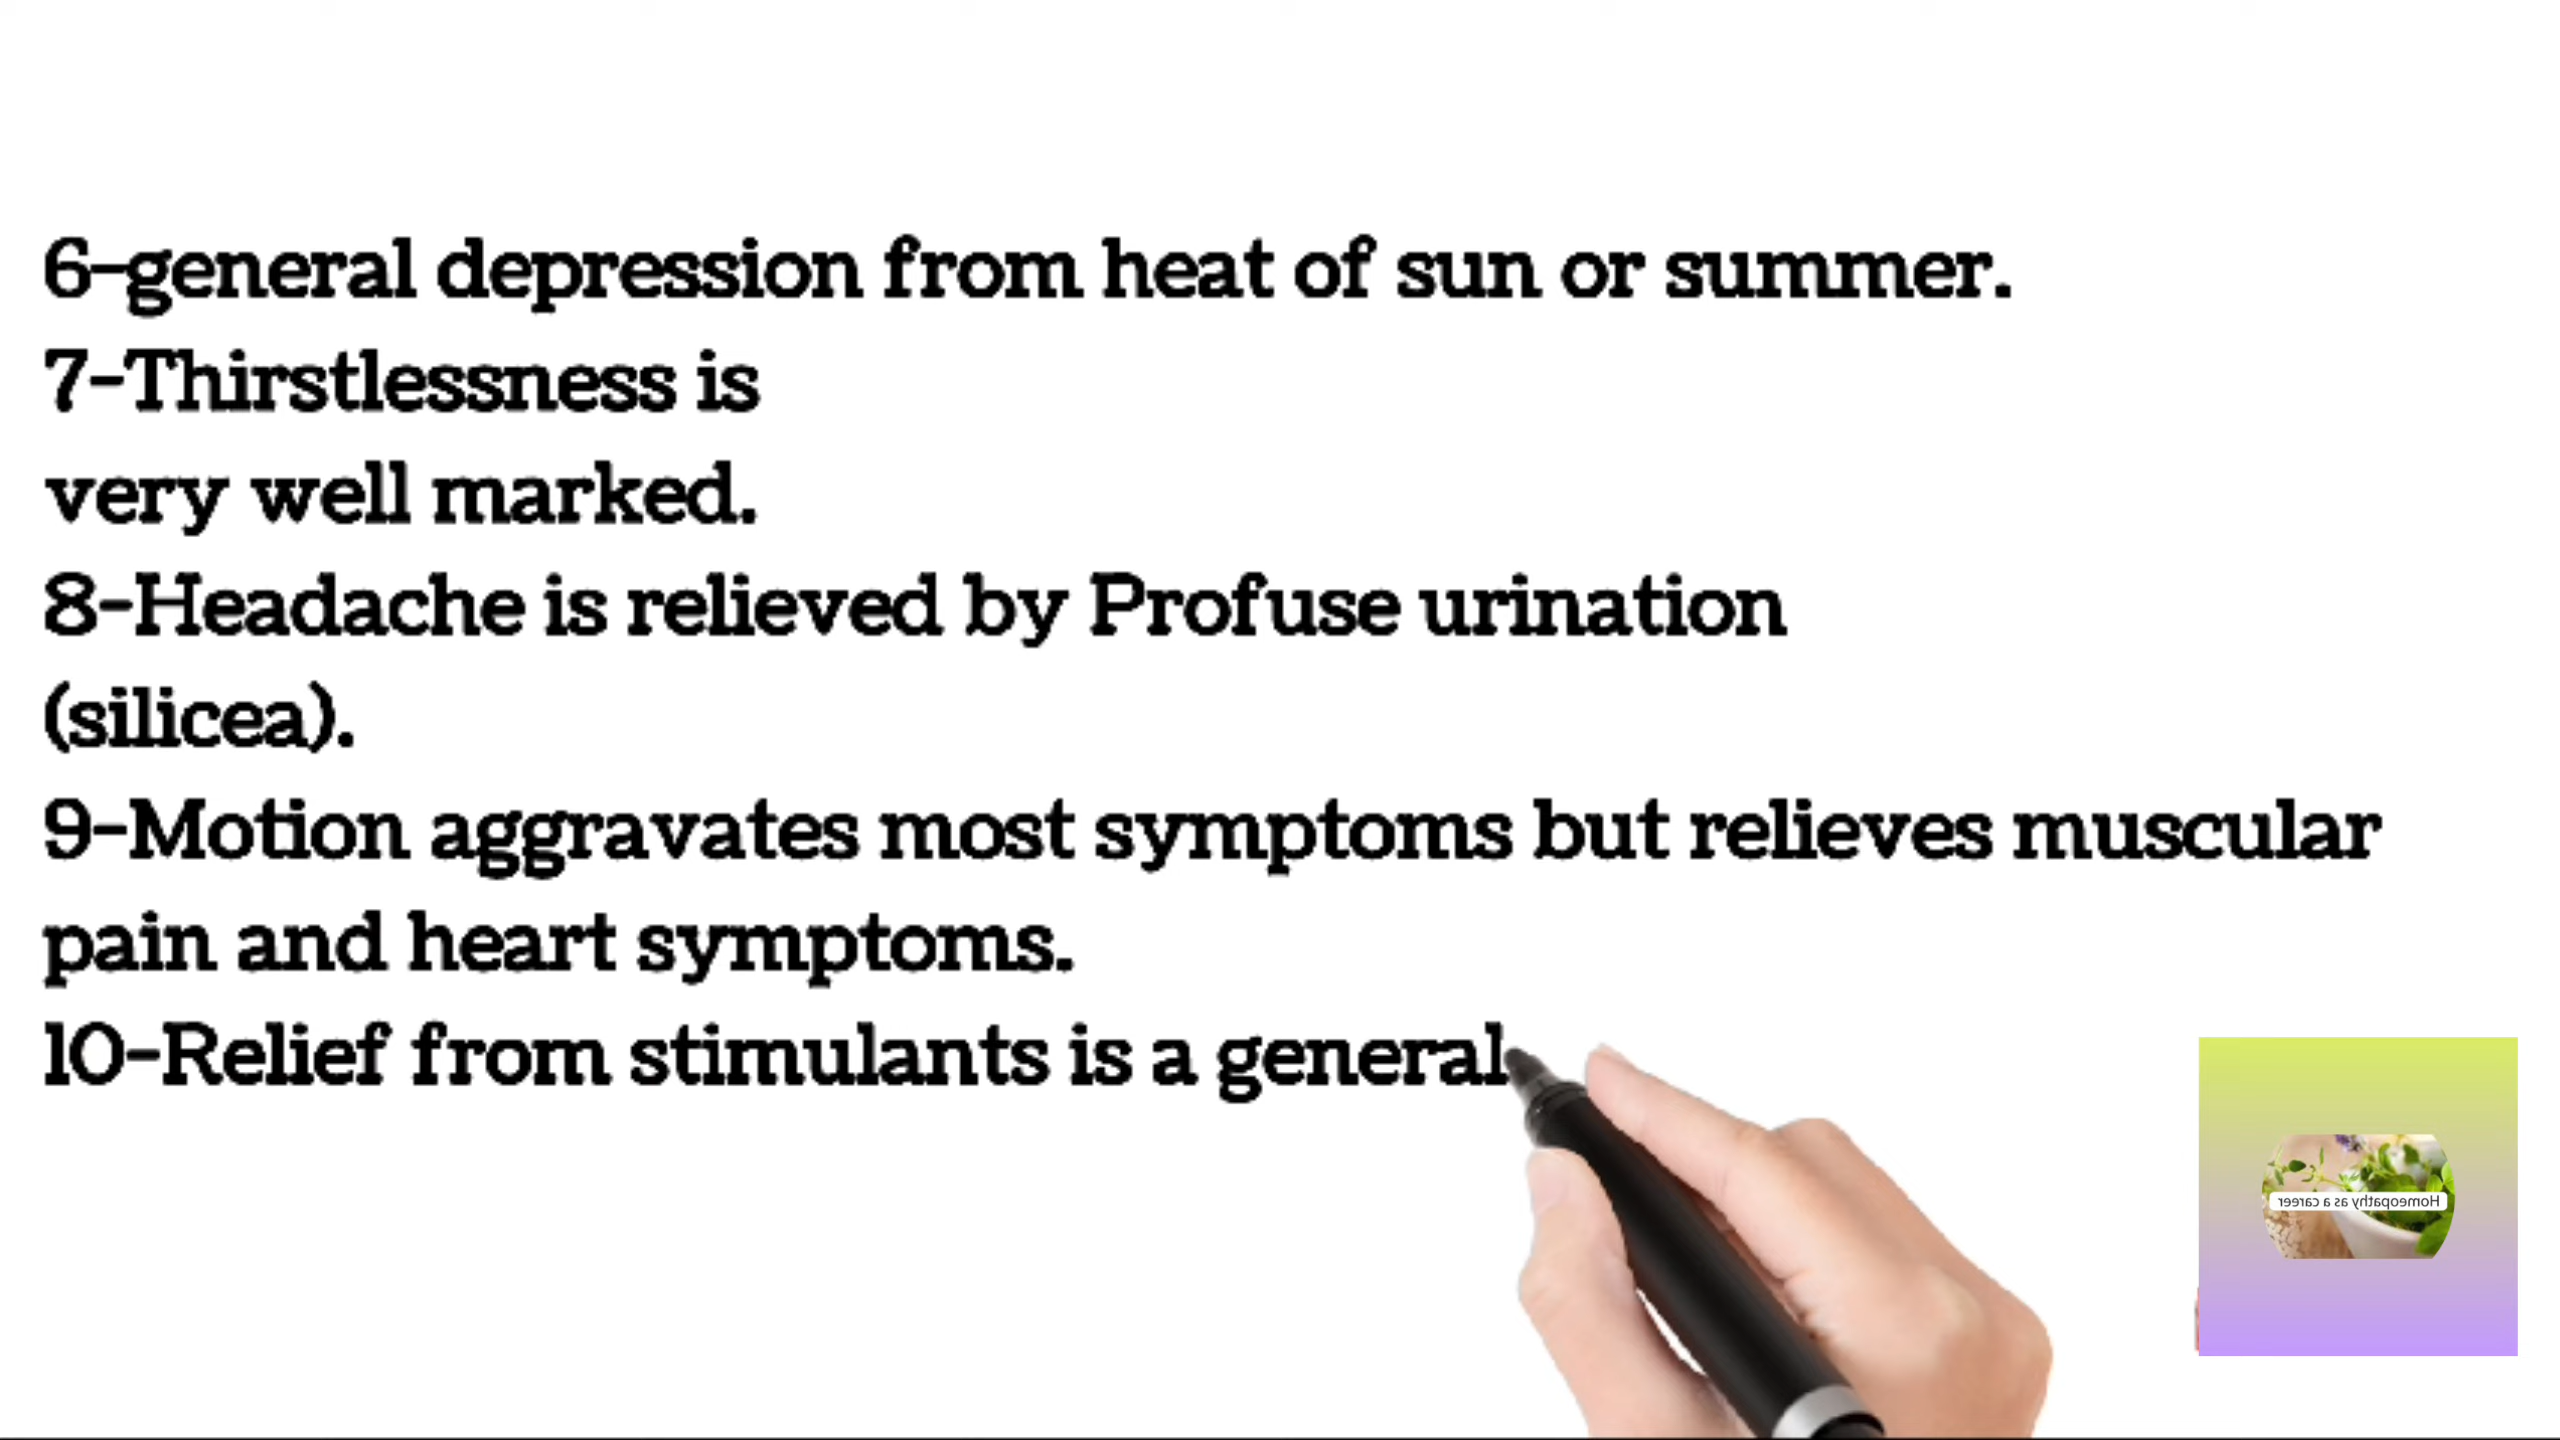 6-general depression from heat of sun or summer.
7-Thirstlessness is
very well marked.
8-Headache is relieved by Profuse urination
(silicea).
9-Motion aggravates most symptoms but relieves muscular
pain and heart symptoms.
10-Relief from stimulants is a general
Homeopathy as a career